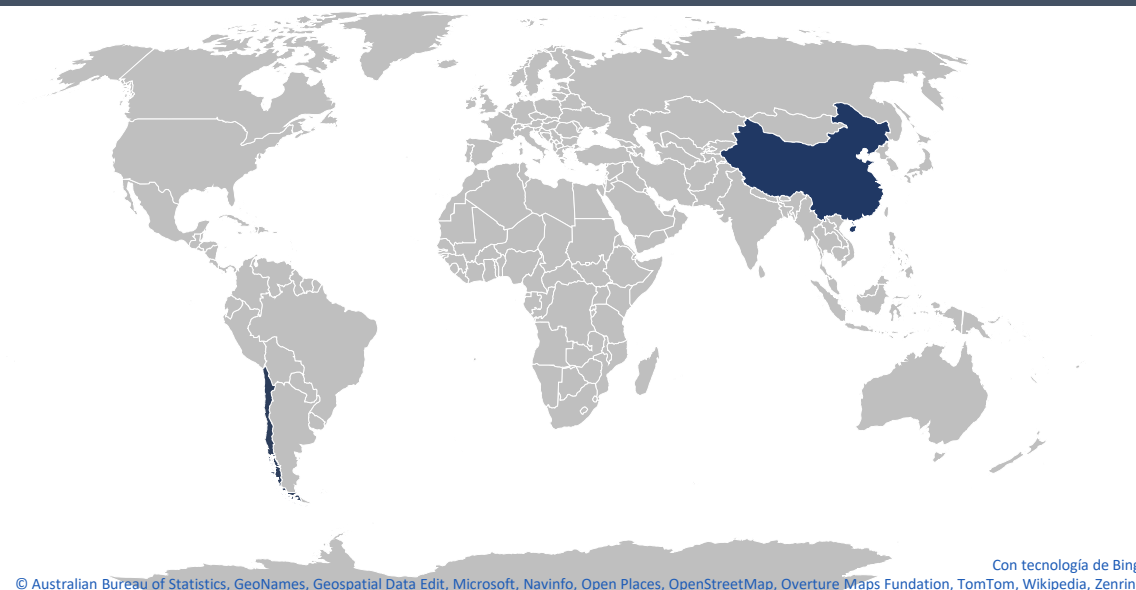 Con tecnología de Bing
© Australian Bureau of Statistics, GeoNames, Geospatial Data Edit, Microsoft, Navinfo, Open Places, OpenStreetMap, Overture Maps Fundation, TomTom, Wikipedia, Zenrin